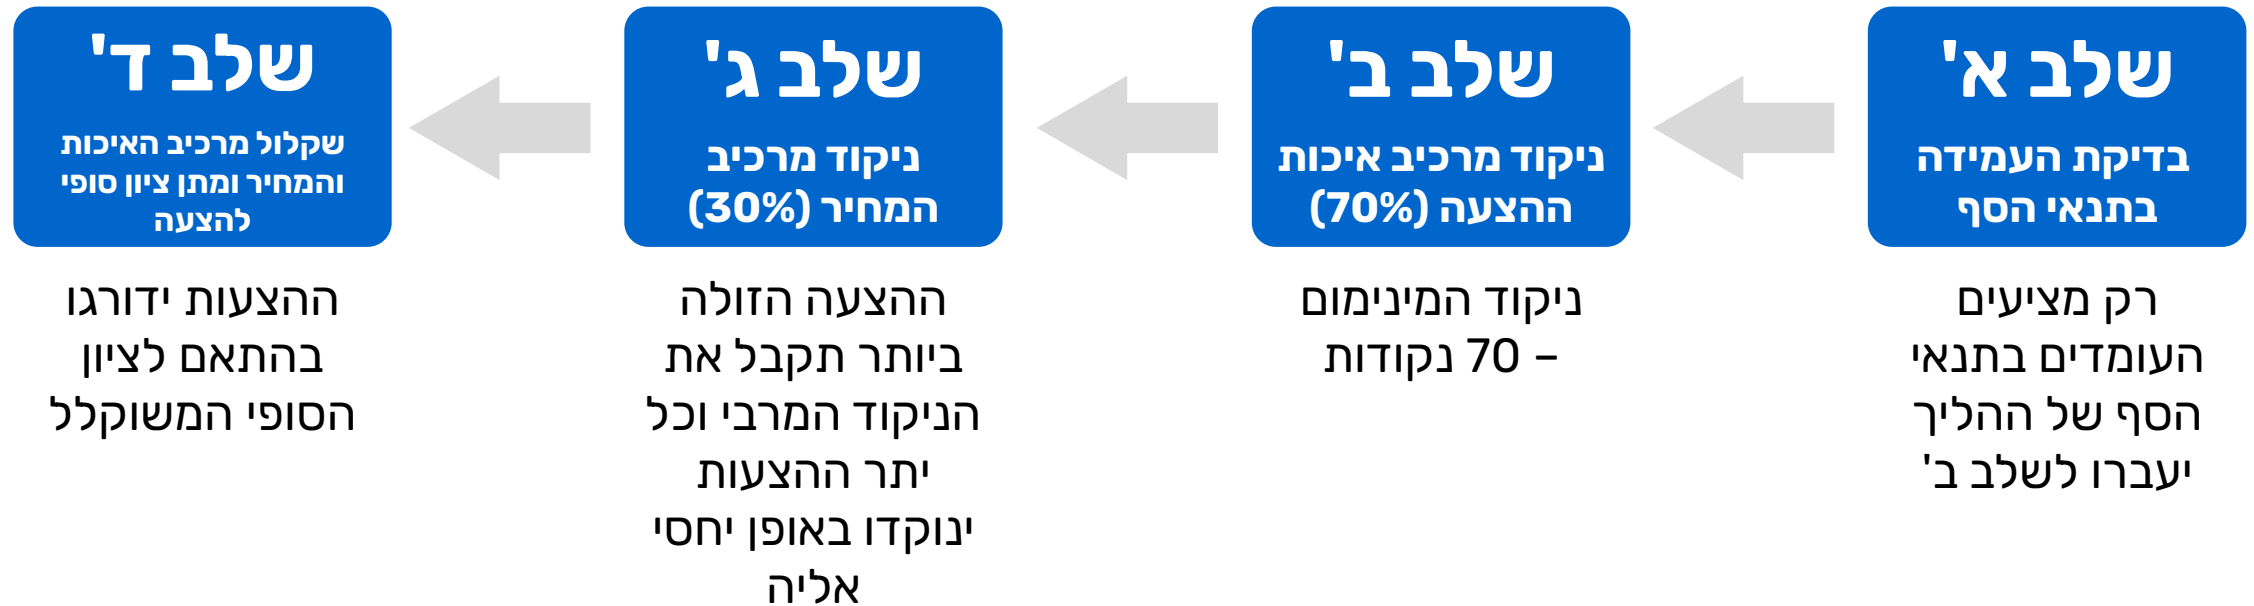 שלב א'
בדיקת העמידה
בתנאי הסף
רק מציעים
העומדים בתנאי
הסף של ההליך
יעברו לשלב ב'
שלב ב'
ניקוד מרכיב איכות
ההצעה (70%)
ניקוד המינימום
– 70 נקודות
שלב ג'
ניקוד מרכיב
המחיר (30%)
ההצעה הזולה
ביותר תקבל את
הניקוד המרבי וכל
יתר ההצעות
ינוקדו באופן יחסי
אליה
שלב ד'
שקלול מרכיב האיכות
והמחיר ומתן ציון סופי
להצעה
ההצעות ידורגו
בהתאם לציון
הסופי המשוקלל